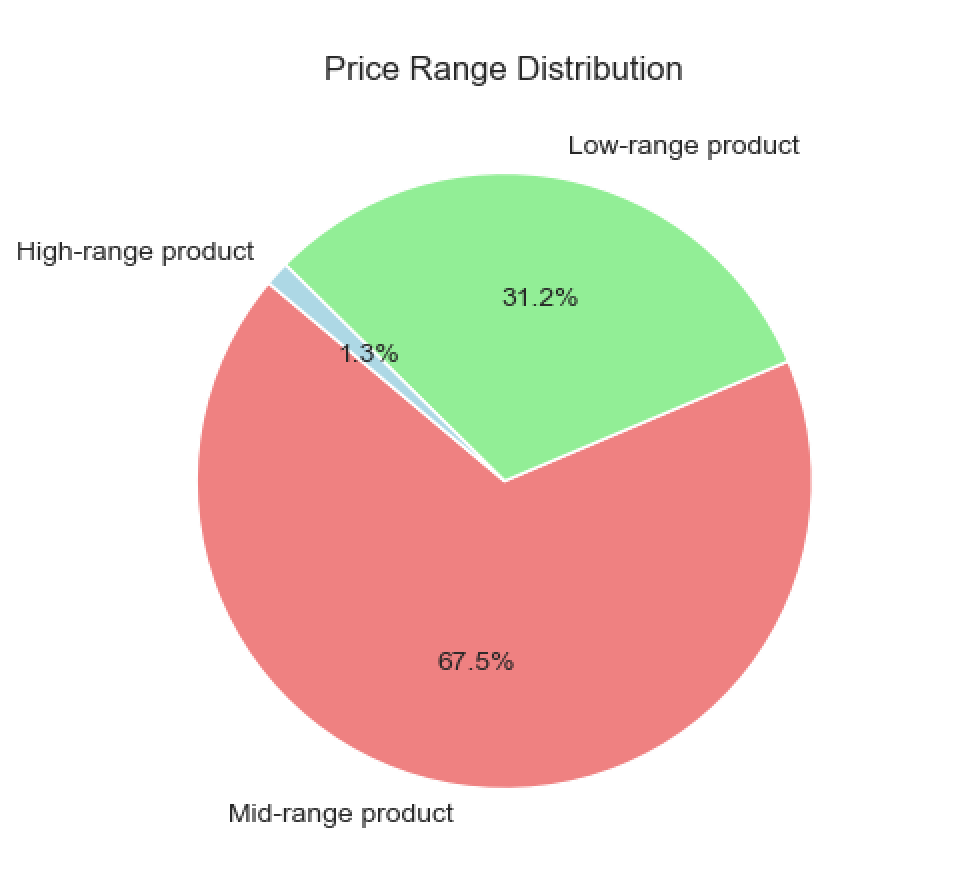 Price Range Distribution
Low-range product
High-range product
31.2%
1.3%
67.5%
Mid-range product